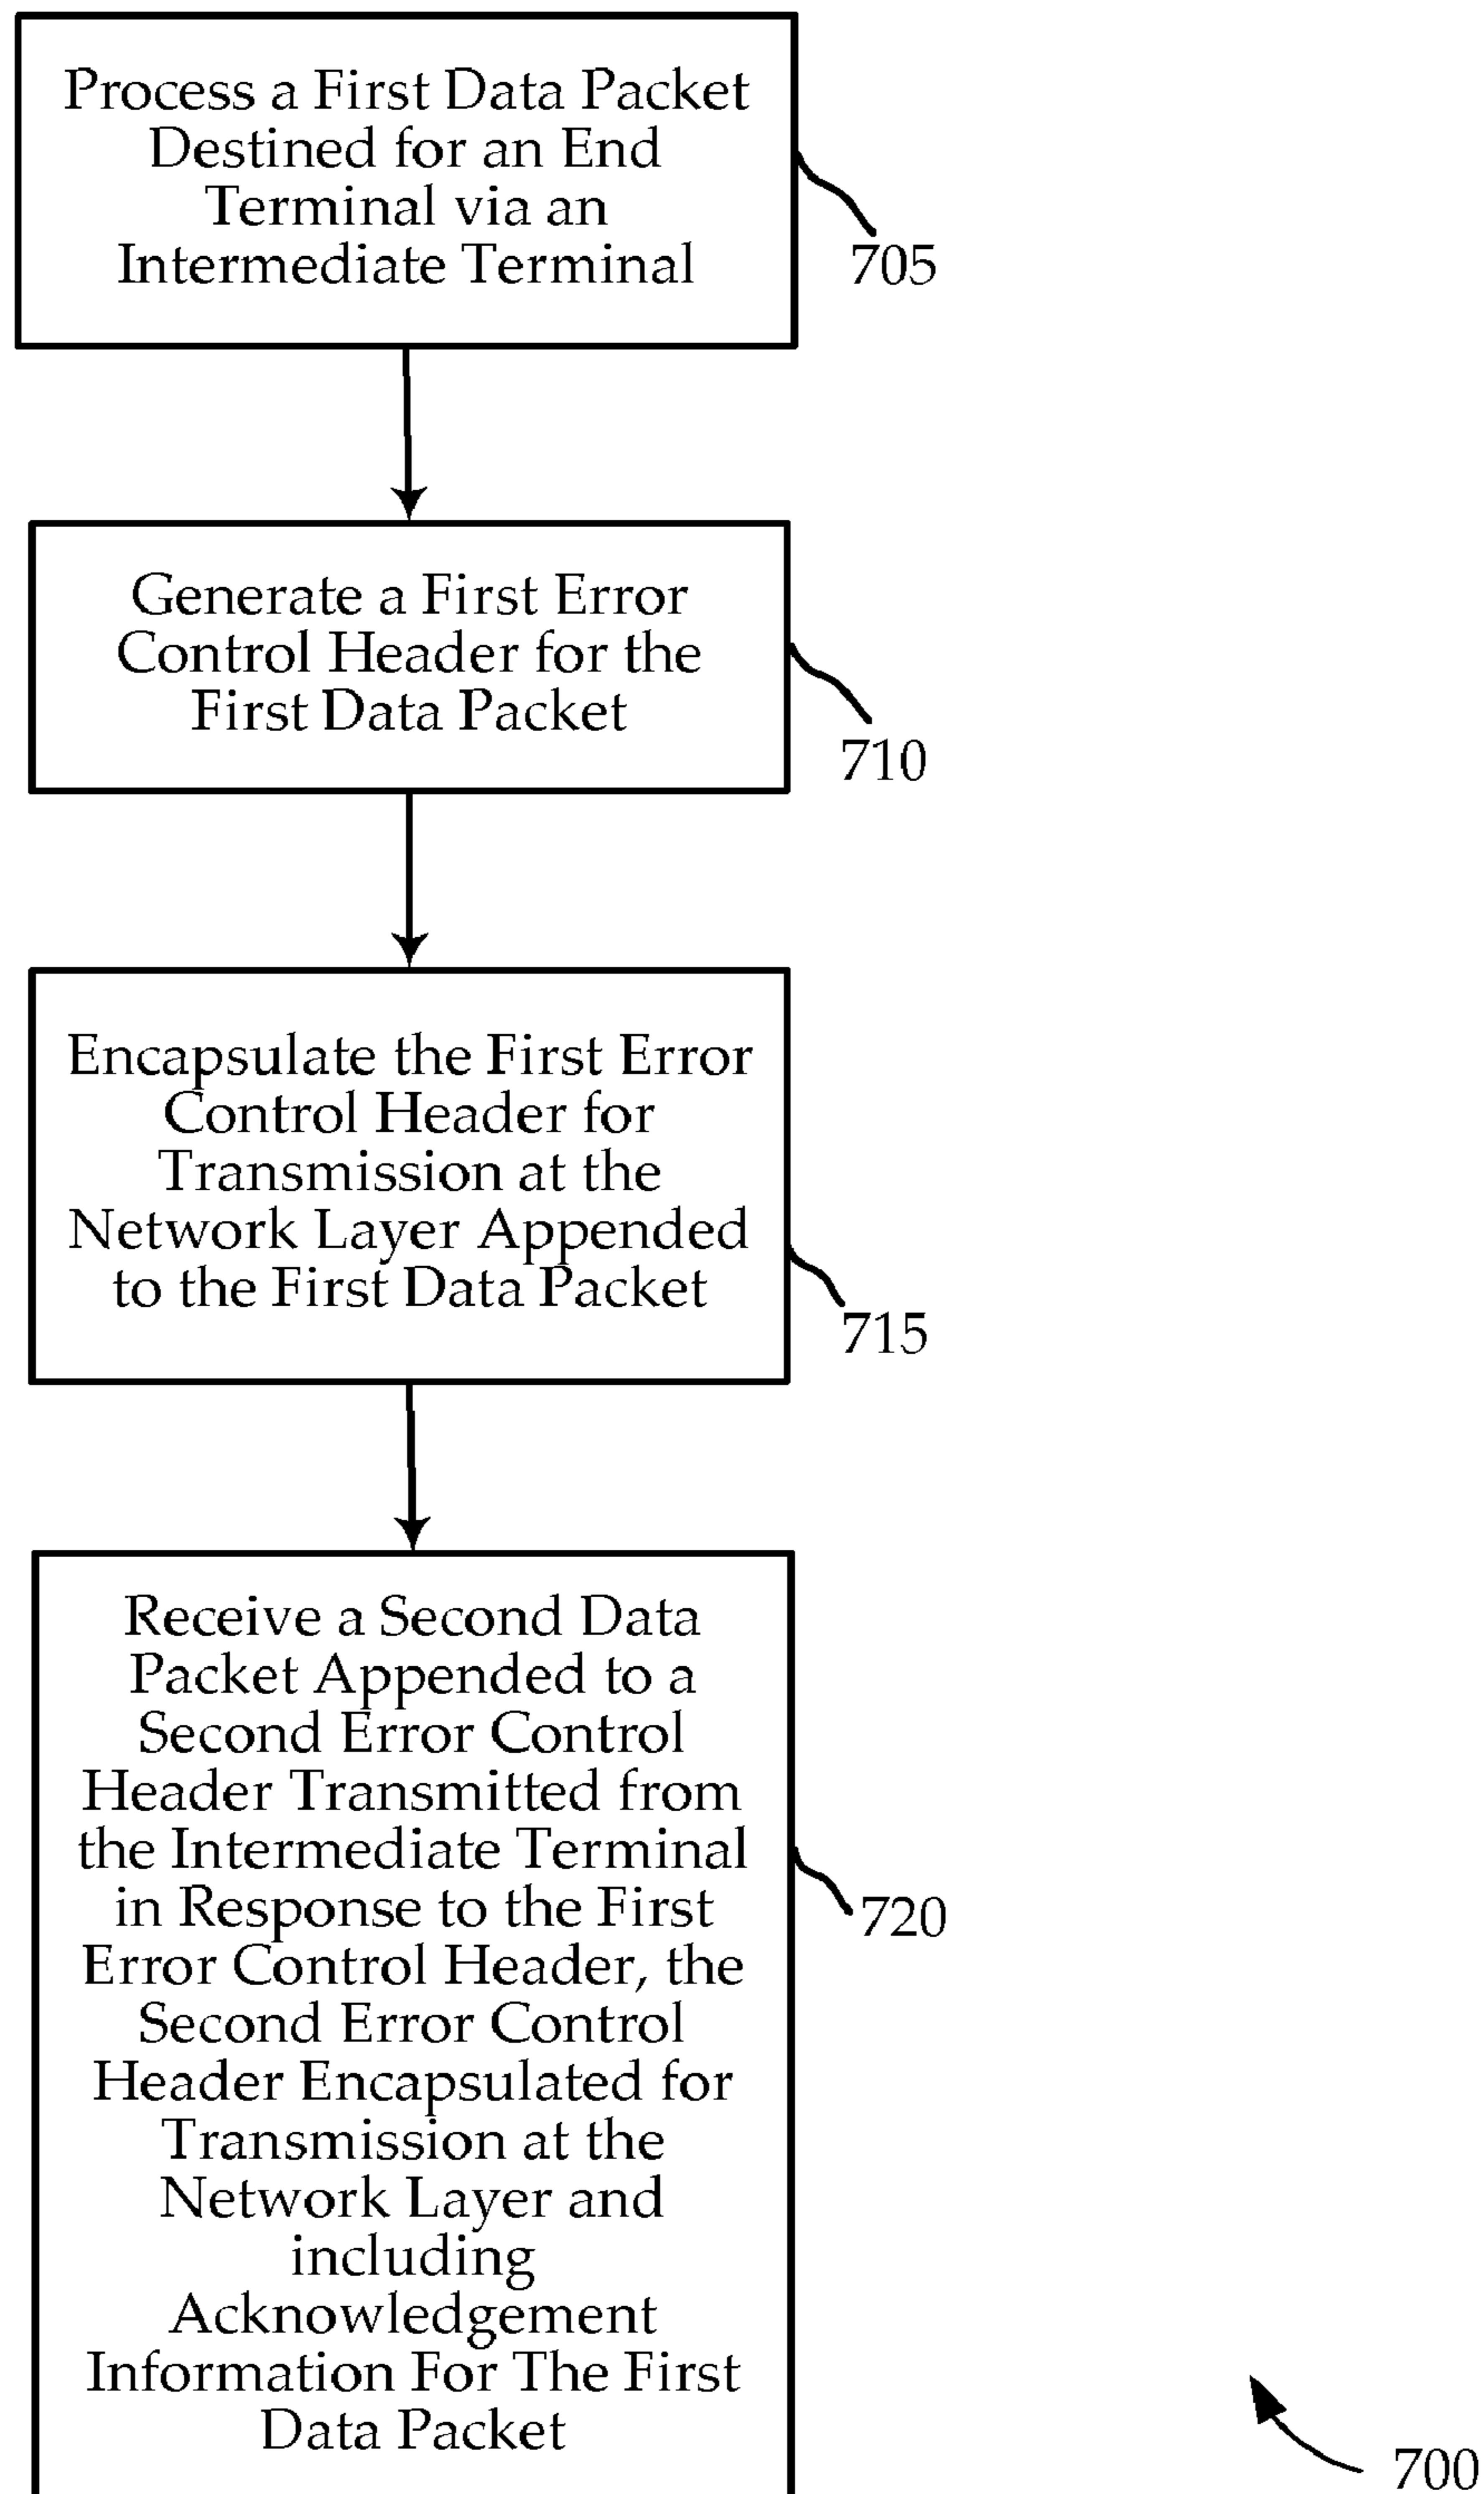 Process a First Data Packet
Destined for an End
Terminal via an
Intermediate Terminal
705
Generate a First Error
Control Header for the
First Data Packet
710
Encapsulate the First Error
Control Header for
Transmission at the
Network Layer Appended
to the First Data Packet
715
Receive a Second Data
Packet Appended to a
Second Error Control
Header Transmitted from
the Intermediate Terminal
in Response to the First
Error Control Header, the
Second Error Control
Header Encapsulated for
Transmission at the
Network Layer and
including
Acknowledgement
Information For The First
Data Packet
720
700